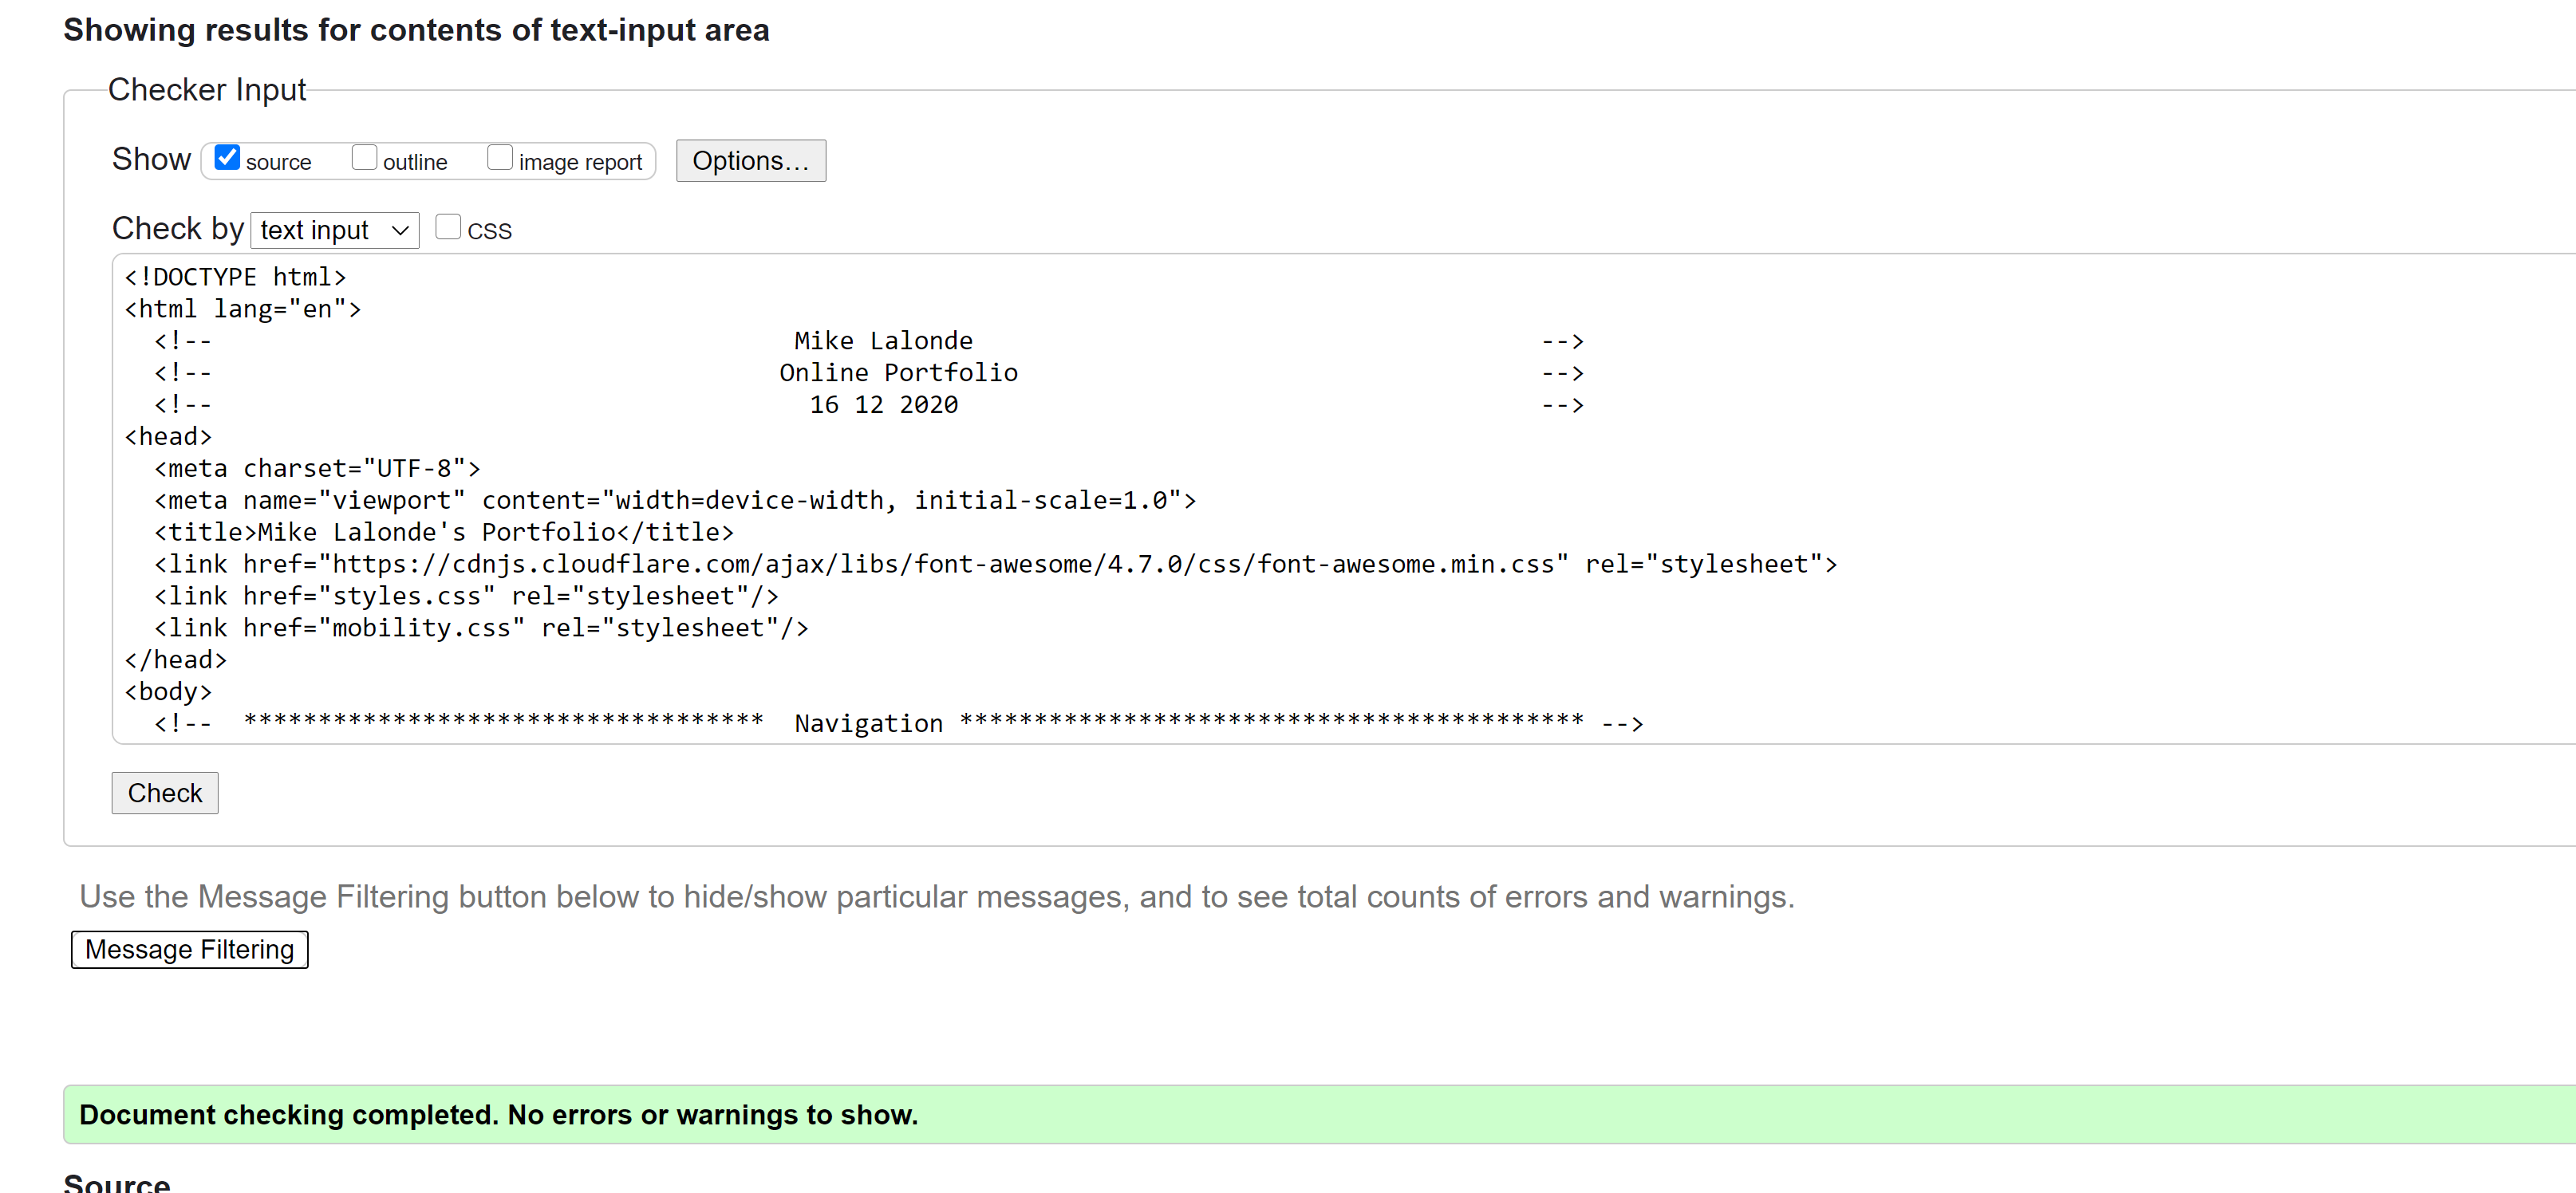 Showing results for contents of text-input area
Checker Input
Show source outline image report Options...
Check by text input CSS
<!DOCTYPE html>
<html lang="en">
<!-- Mike Lalonde -->
<!-- Online Portfolio -->
<!-- 16 12 2020 -->
<head>
<meta charset="UTF-8">
<meta name="viewport" content="width=device-width, initial-scale=1.0">
<title>Mike Lalonde's Portfolio</title>
<link href="https://cdnjs.cloudflare.com/ajax/libs/font-awesome/4.7.0/css/font-awesome.min.css" rel="stylesheet">
<link href="styles.css" rel="stylesheet"/>
<link href="mobility.css" rel="stylesheet"/>
</head>
<body>
<!-- *********************************** Navigation ****************************************** -->
Check
Use the Message Filtering button below to hide/show particular messages, and to see total counts of errors and warnings.
Message Filtering
Document checking completed. No errors or warnings to show.
Source